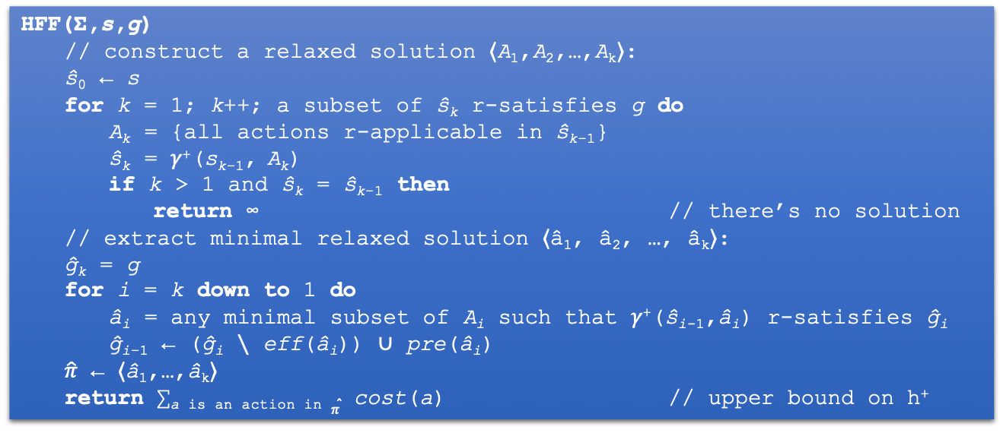 HFF(Σ,s,g)
// construct a relaxed solution ⟨A₁,A₂,…,Aₖ⟩:
ŝ₀ ← s
for k = 1; k++; a subset of ŝₖ r-satisfies g do
Aₖ = {all actions r-applicable in ŝₖ₋₁}
ŝₖ = γ⁺(sₖ₋₁, Aₖ)
if k > 1 and ŝₖ = ŝₖ₋₁ then
return ∞ // there’s no solution
// extract minimal relaxed solution ⟨â₁, â₂, …, âₖ⟩:
ĝₖ = g
for i = k down to 1 do
âᵢ = any minimal subset of Aᵢ such that γ⁺(ŝᵢ₋₁,âᵢ) r-satisfies ĝᵢ
ĝᵢ₋₁ ← (ĝᵢ \ eff(âᵢ)) ∪ pre(âᵢ)
π̂ ← ⟨â₁,…,âₖ⟩
return ∑a is an action in π̂ cost(a) // upper bound on h⁺